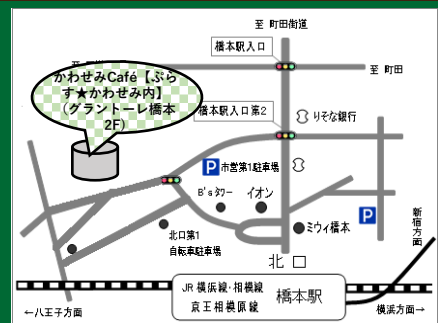 至 町田街道
橋本駅入口
至 町田
かわせみCafé【ぷら
す★かわせみ内】
(グラントーレ橋本
2F)
橋本駅入口第2
りそな銀行
P 市営第1駐車場
B'sタワー
イオン
P
新宿方面
北口第1
自転車駐車場
ミウィ橋本
北 口
JR 横浜線・相模線
京王相模原線
橋本駅
←八王子方面
横浜方面→